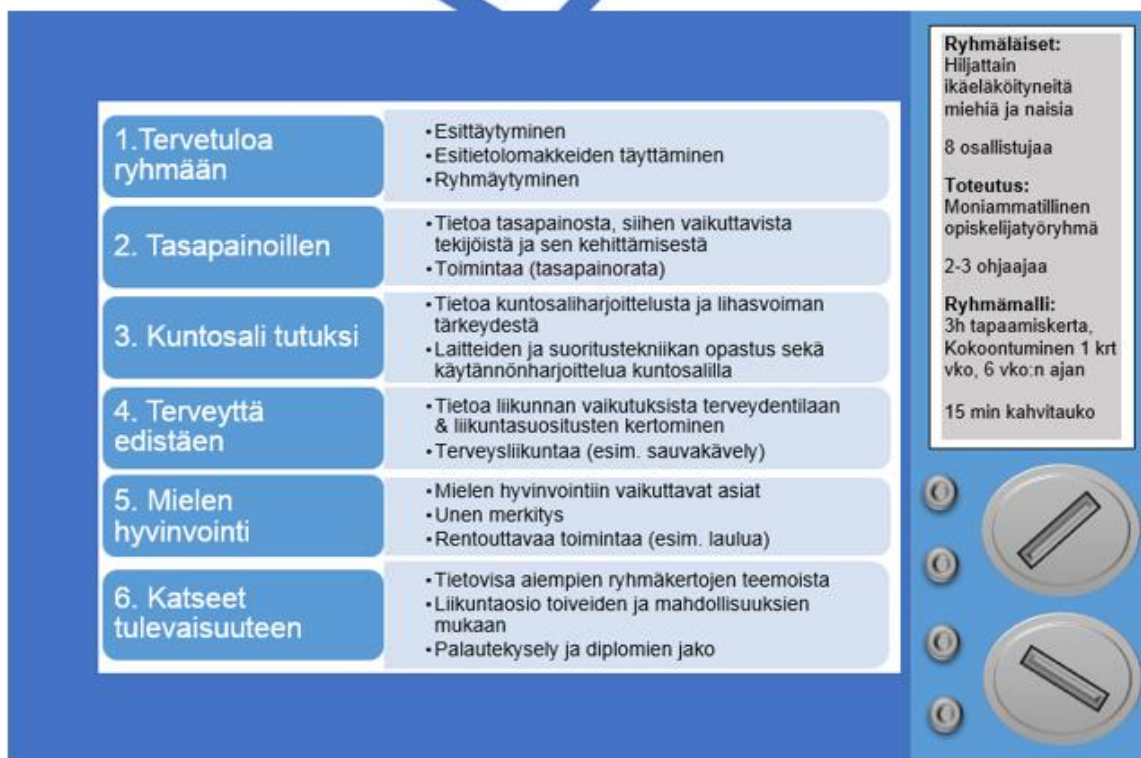 1.Tervetuloa
ryhmään
•Esittäytyminen
•Esitietolomakkeiden täyttäminen
•Ryhmäytyminen
2. Tasapainoillen
•Tietoa tasapainosta, siihen vaikuttavista
tekijöistä ja sen kehittämisestä
•Toimintaa (tasapainorata)
3. Kuntosali tutuksi
•Tietoa kuntosaliharjoittelusta ja lihasvoiman
tärkeydestä
•Laitteiden ja suoritustekniikan opastus sekä
käytännönharjoittelua kuntosalilla
4. Terveyttä
edistäen
•Tietoa liikunnan vaikutuksista terveydentilaan
& liikuntasuositusten kertominen
•Terveysliikuntaa (esim. sauvakävely)
5. Mielen
hyvinvointi
•Mielen hyvinvointiin vaikuttavat asiat
•Unen merkitys
•Rentouttavaa toimintaa (esim. laulua)
6. Katseet
tulevaisuuteen
•Tietovisa aiempien ryhmäkertojen teemoista
•Liikuntaosio toiveiden ja mahdollisuuksien
mukaan
•Palautekysely ja diplomien jako
Ryhmäläiset:
Hiljattain
ikäeläköityneitä
miehiä ja naisia
8 osallistujaa
Toteutus:
Moniammatillinen
opiskelijatyöryhmä
2-3 ohjaajaa
Ryhmämalli:
3h tapaamiskerta,
Kokoontuminen 1 krt
vko, 6 vko:n ajan
15 min kahvitauko